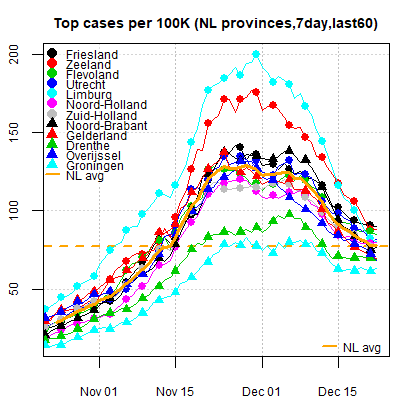 Top cases per 100K (NL provinces,7day,last60)
200
150
100
50
Friesland
Zeeland
Flevoland
Utrecht
Limburg
Noord-Holland
Zuid-Holland
Noord-Brabant
Gelderland
Drenthe
Overijssel
Groningen
NL avg
NL avg
Nov 01
Nov 15
Dec 01
Dec 15